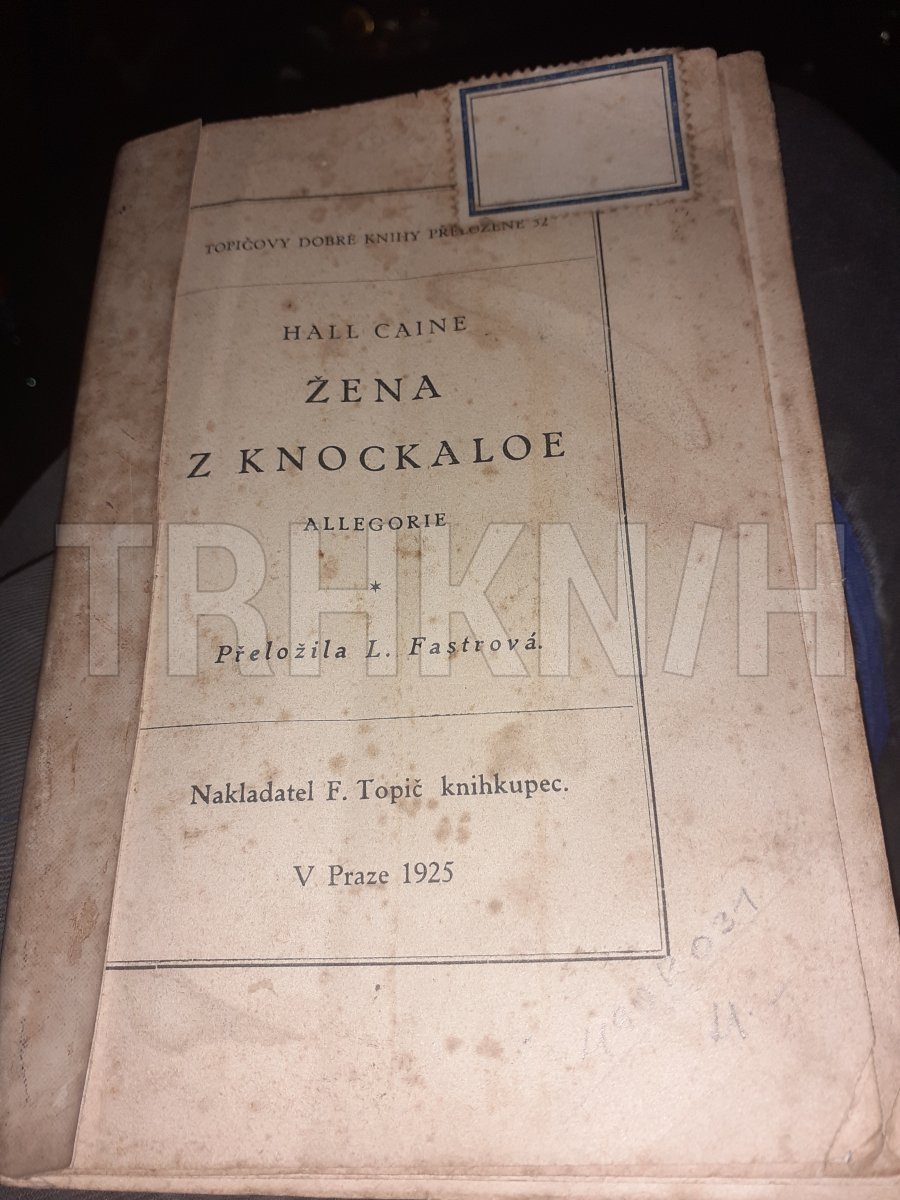 TOPIČOVY DOBRÉ KNIHY PŘELOŽENÉ 32
HALL CAINE
ŽENA
Z KNOCKALOE
ALLEGORIE
*
Přeložila L. Fastrová.
TRHKNIH
Nakladatel F. Topič knihkupec.
V Praze 1925